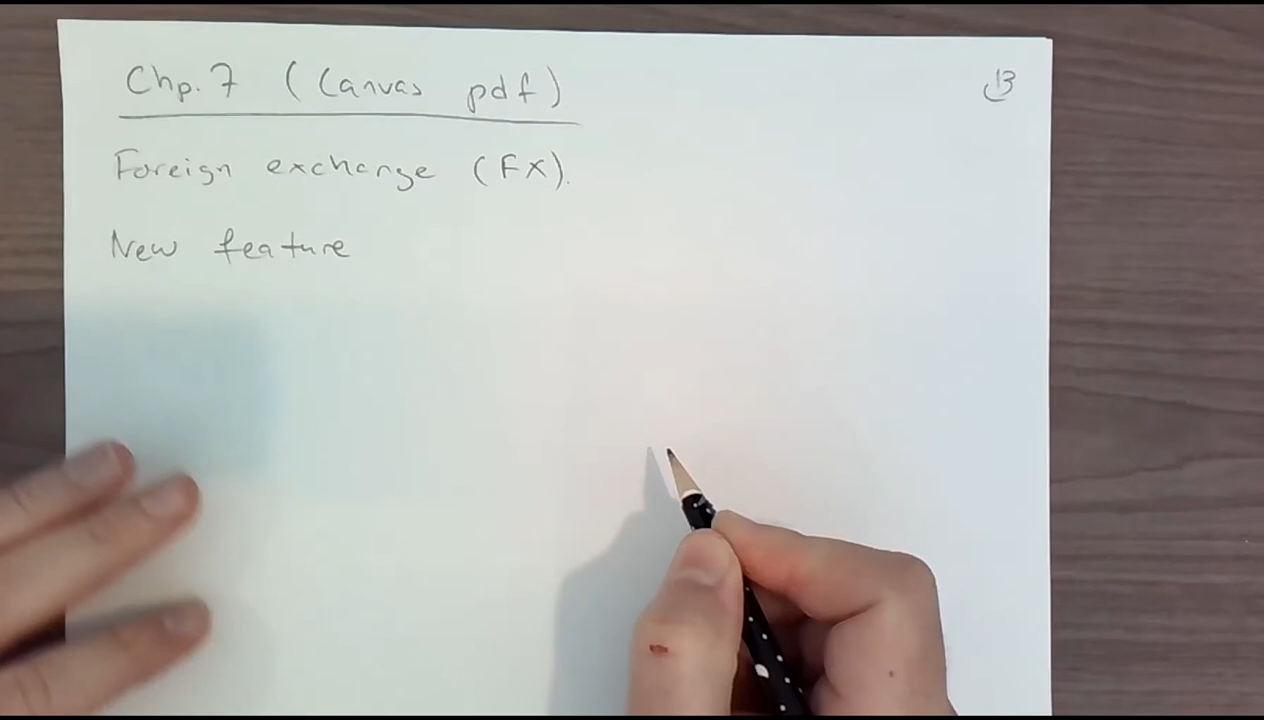 Chp. 7 (Canvas pdf)
13
Foreign exchange (FX).
New feature